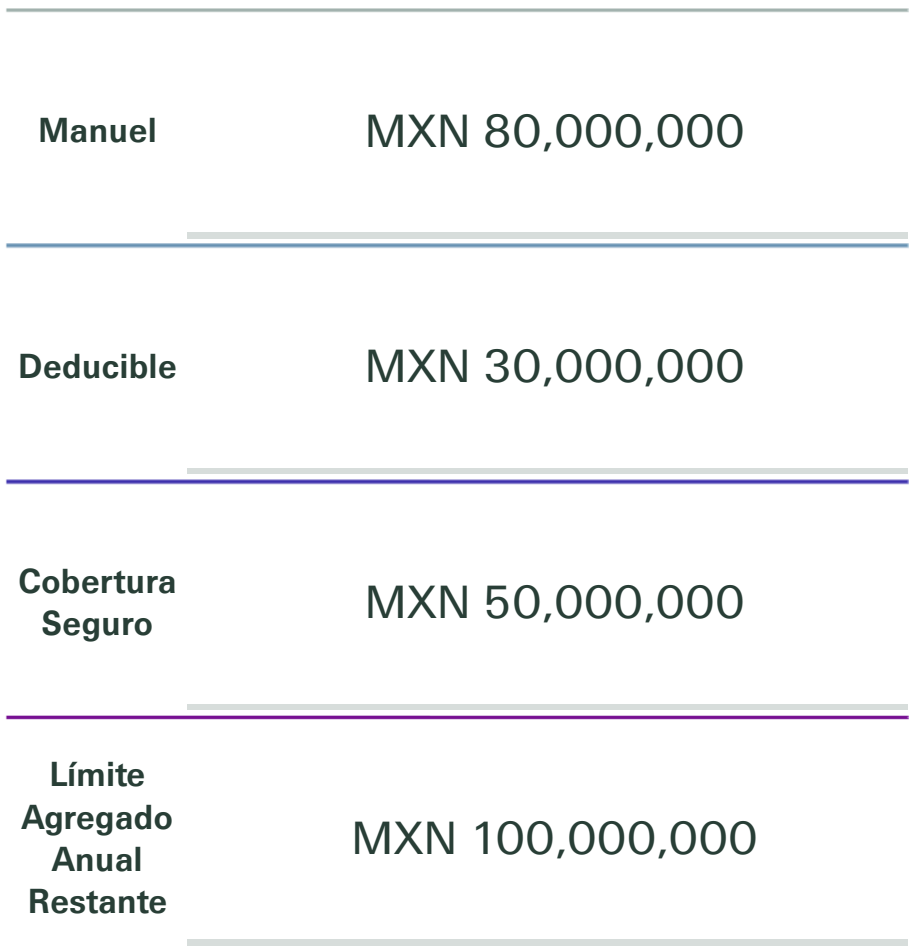 Manuel
MXN 80,000,000
Deducible
MXN 30,000,000
Cobertura
Seguro
MXN 50,000,000
Límite
Agregado
Anual
Restante
MXN 100,000,000